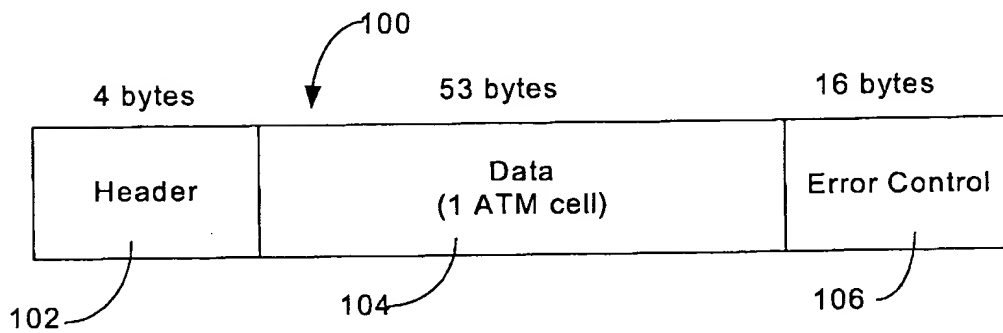 100
4 bytes
53 bytes
16 bytes
Header
Data
(1 ATM cell)
Error Control
102
104
106